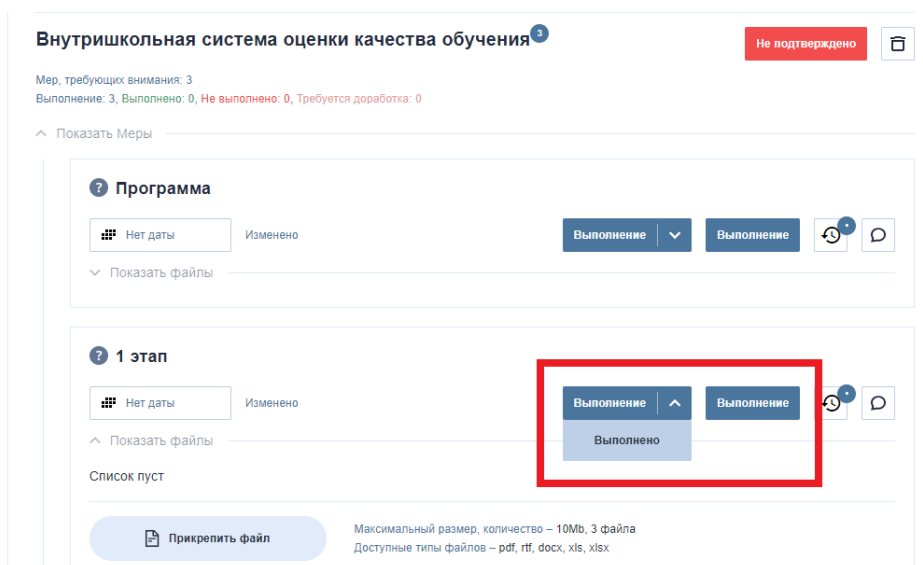 Внутришкольная система оценки качества обучения 3
Не подтверждено
Мер, требующих внимания: 3
Выполнение: 3, Выполнено: 0, Не выполнено: 0, Требуется доработка: 0
Показать Меры
? Программа
Нет даты Изменено Выполнение Выполнение
Показать файлы
? 1 этап
Нет даты Изменено Выполнение Выполнение
Выполнено
Показать файлы
Список пуст
Прикрепить файл
Максимальный размер, количество – 10Mb, 3 файла
Доступные типы файлов – pdf, rtf, docx, xls, xlsx